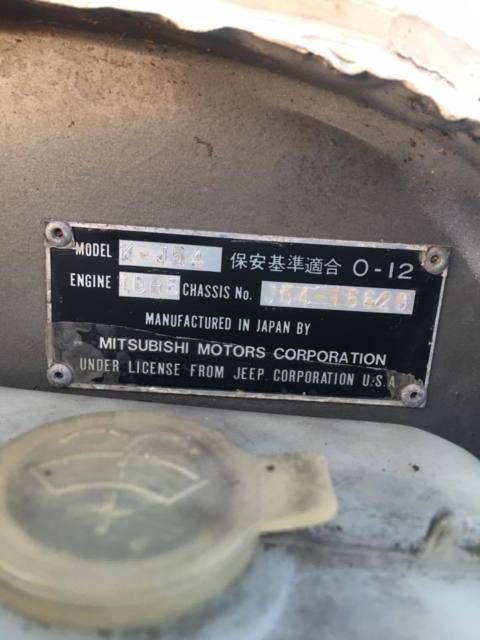 MODEL K-J54 保安基準適合 O-12
ENGINE 4DR5 CHASSIS No.
MANUFACTURED IN JAPAN BY
MITSUBISHI MOTORS CORPORATION
UNDER LICENSE FROM JEEP. CORPORATION U.S.A